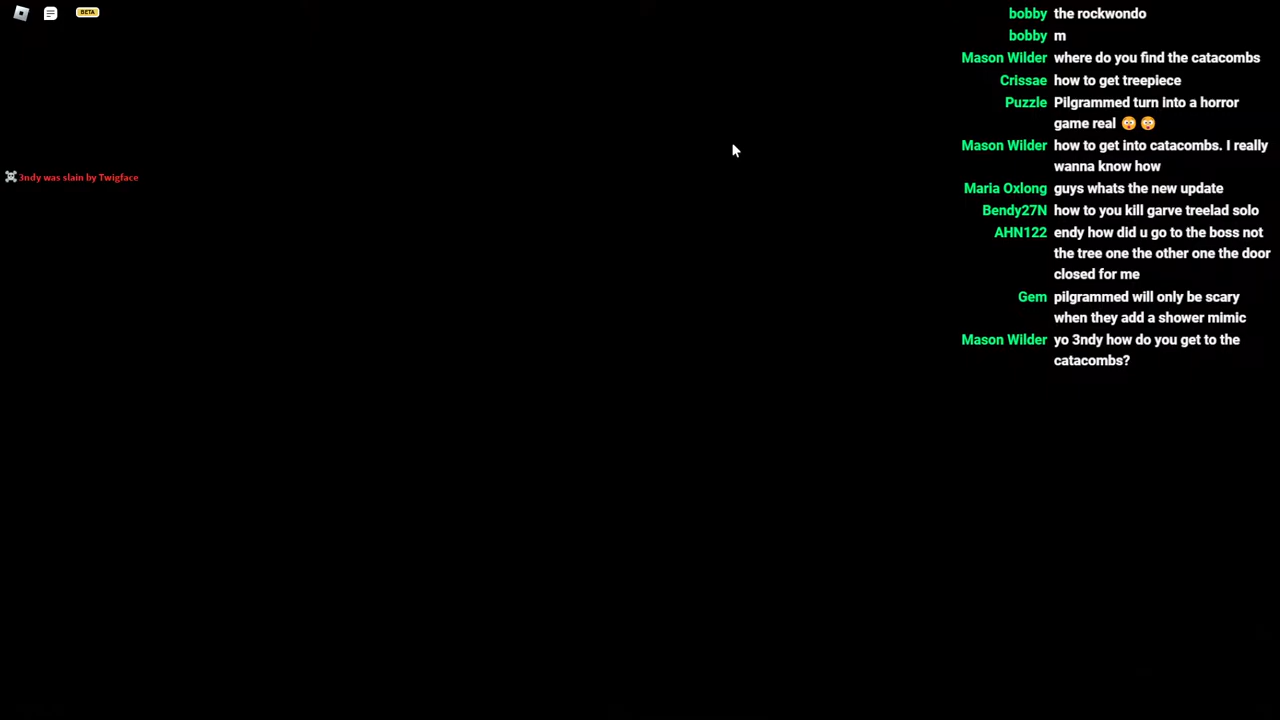 BETA
bobby the rockwondo
bobby m
Mason Wilder where do you find the catacombs
Crissae how to get treepiece
Puzzle Pilgrammed turn into a horror
game real 😳 😳
Mason Wilder how to get into catacombs. I really
wanna know how
3ndy was slain by Twigface
Maria Oxlong guys whats the new update
Bendy27N how to you kill garve treelad solo
AHN122 endy how did u go to the boss not
the tree one the other one the door
closed for me
Gem pilgrammed will only be scary
when they add a shower mimic
Mason Wilder yo 3ndy how do you get to the
catacombs?